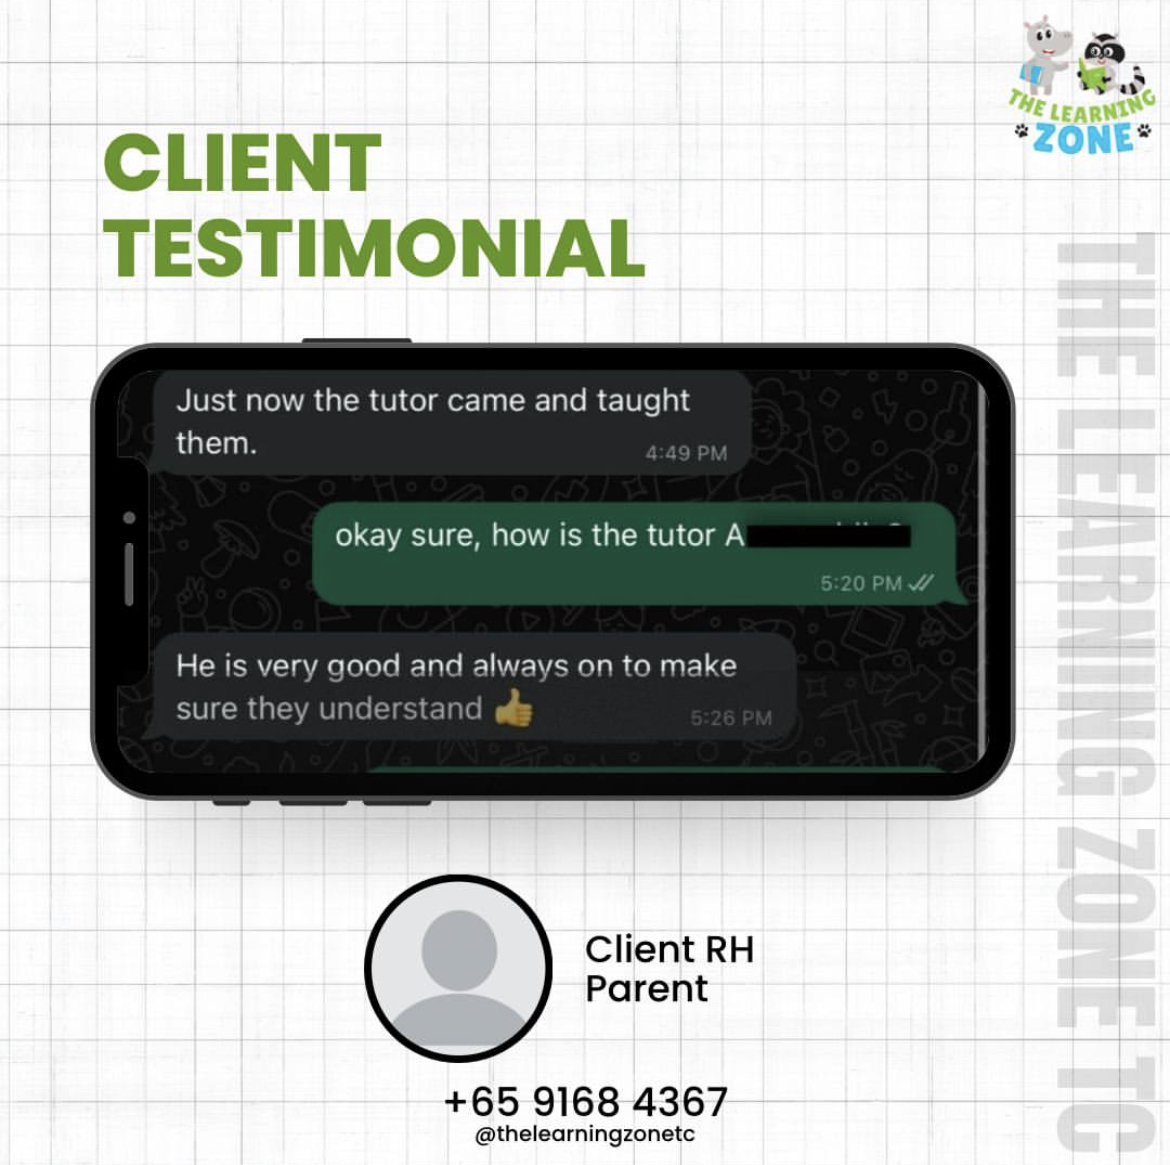 THE LEARNING
ZONE
CLIENT
TESTIMONIAL
Just now the tutor came and taught
them.
4:49 PM
okay sure, how is the tutor A
5:20 PM
He is very good and always on to make
sure they understand 👍
5:26 PM
Client RH
Parent
+65 9168 4367
@thelearningzonetc
THE LEARNING ZONE TC